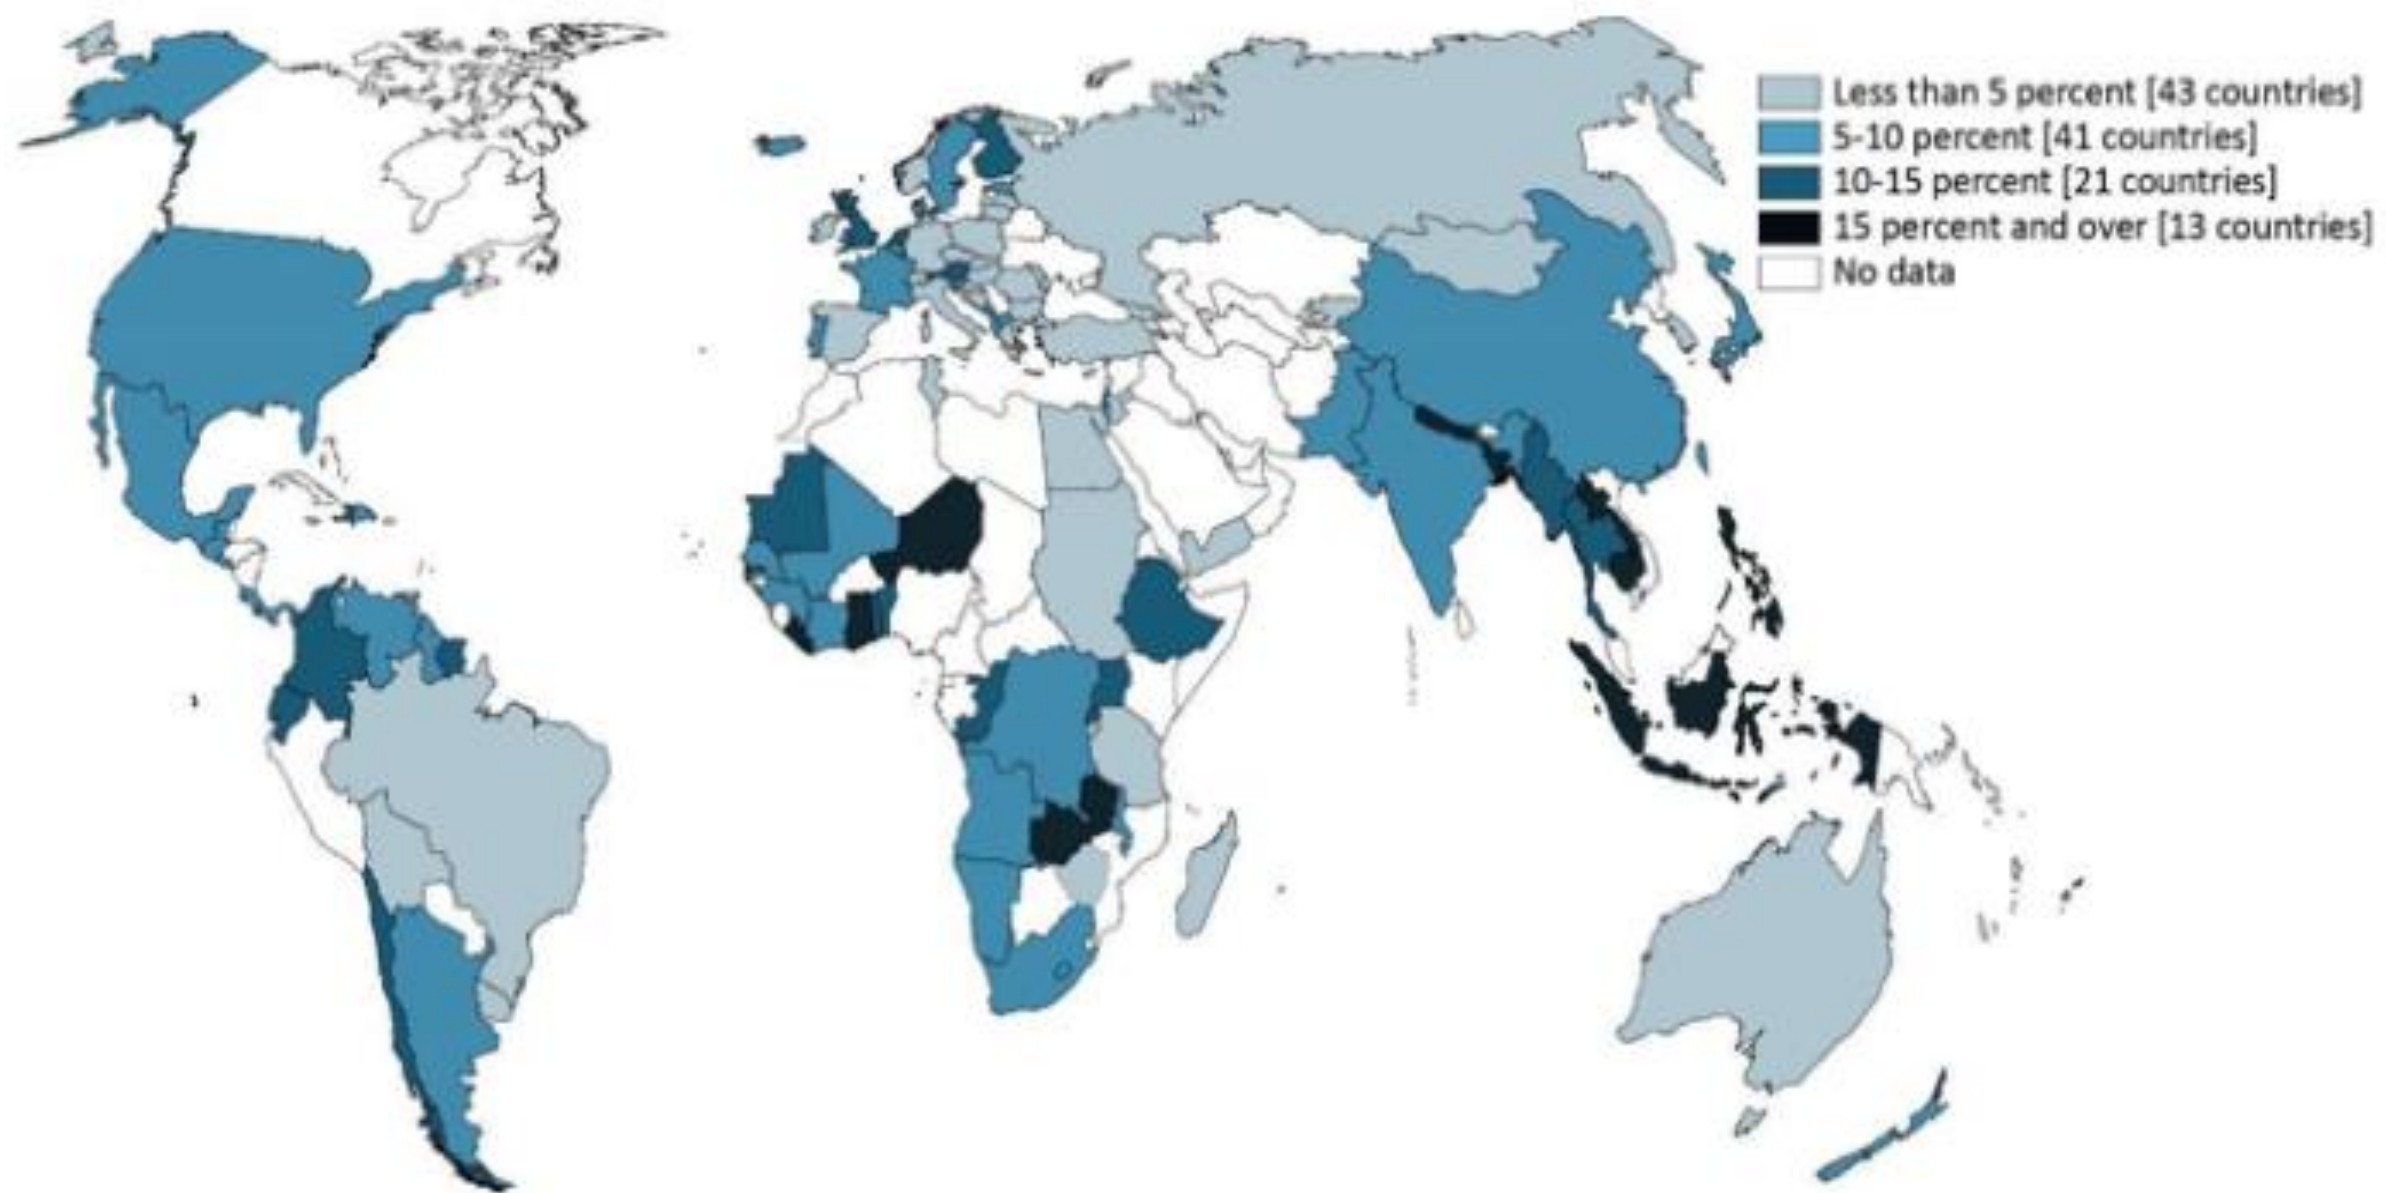 Less than 5 percent [43 countries]
5-10 percent [41 countries]
10-15 percent [21 countries]
15 percent and over [13 countries]
No data